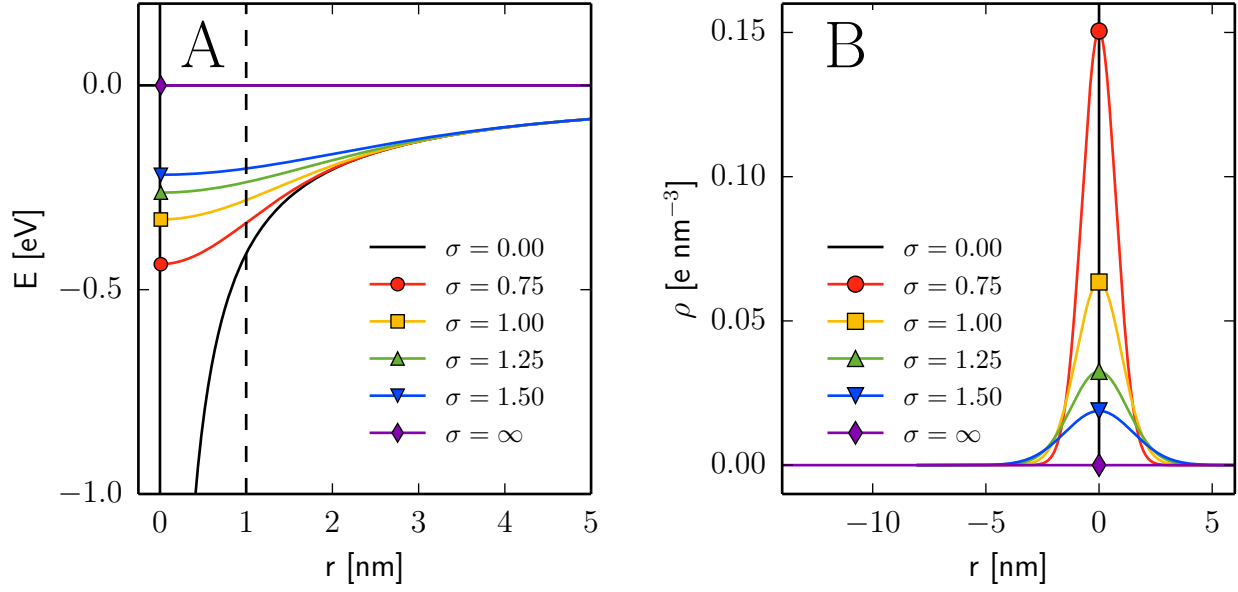 A
E [eV]
0.0
−0.5
−1.0
σ = 0.00
σ = 0.75
σ = 1.00
σ = 1.25
σ = 1.50
σ = ∞
0 1 2 3 4 5
r [nm]
B
ρ [e nm⁻³]
0.15
0.10
0.05
0.00
σ = 0.00
σ = 0.75
σ = 1.00
σ = 1.25
σ = 1.50
σ = ∞
−10 −5 0 5
r [nm]